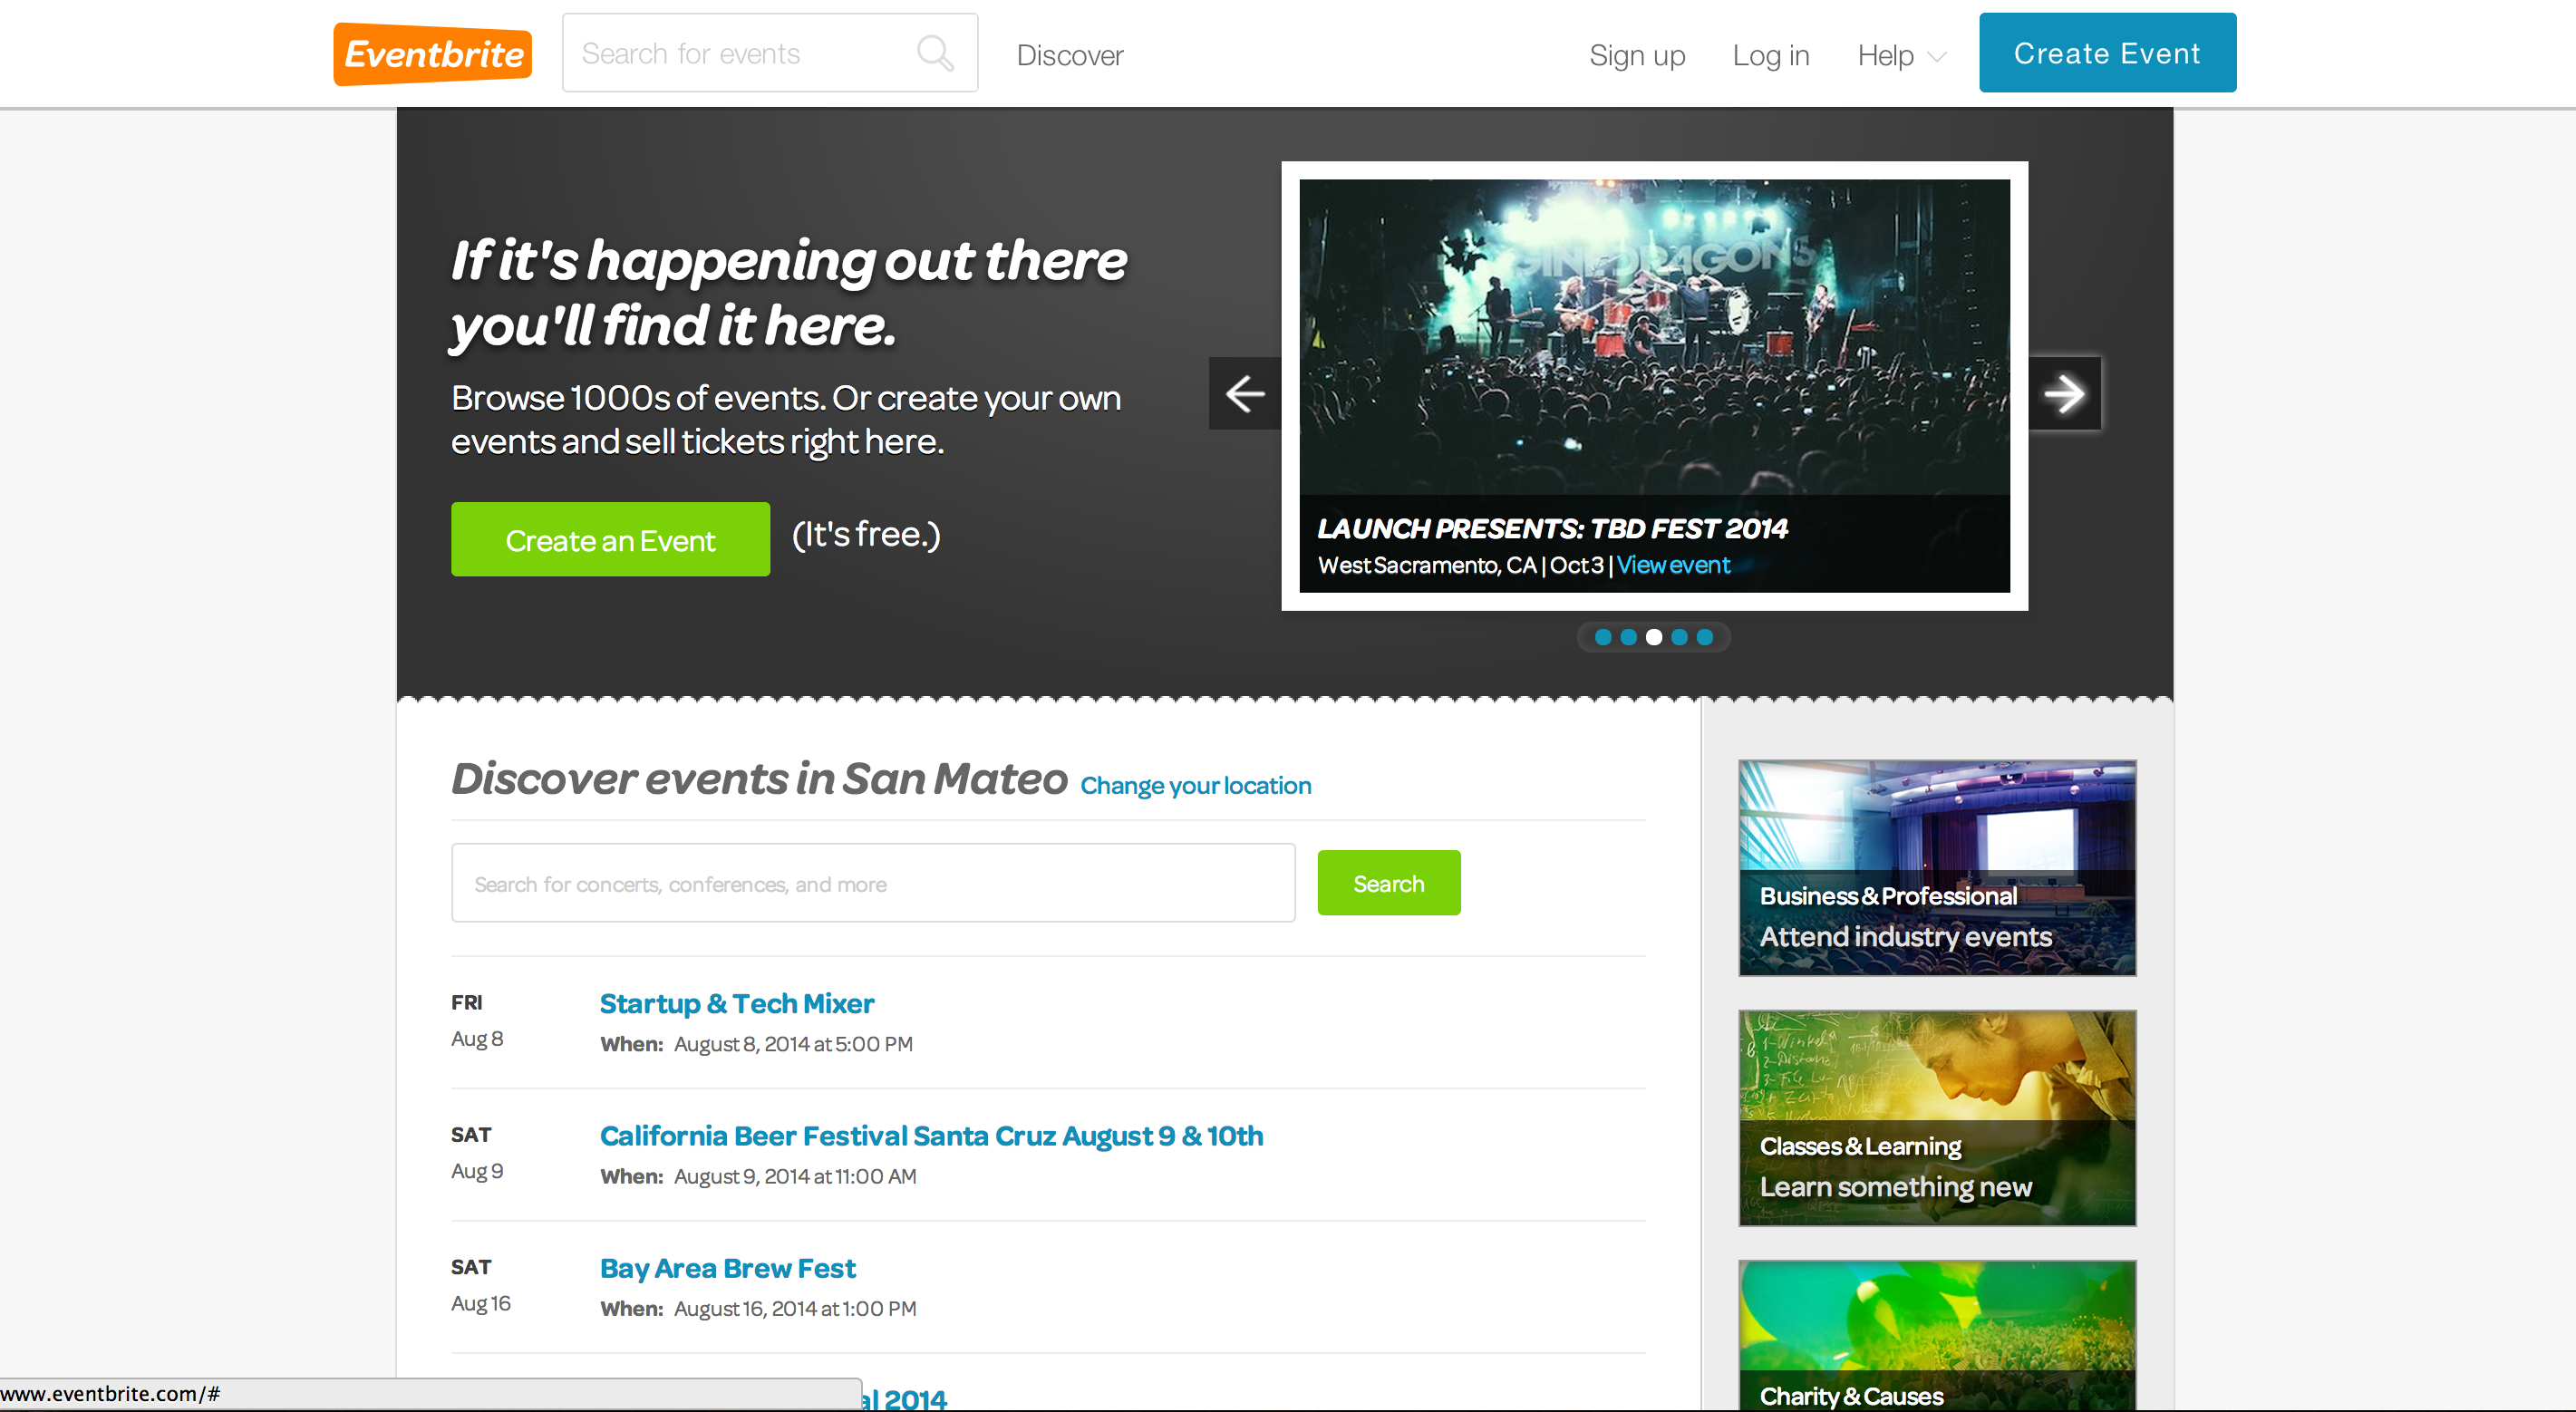 Eventbrite
Search for events
Discover
Sign up
Log in
Help
Create Event
If it's happening out there
you'll find it here.
Browse 1000s of events. Or create your own
events and sell tickets right here.
Create an Event
(It's free.)
DRAGONS
LAUNCH PRESENTS: TBD FEST 2014
West Sacramento, CA | Oct 3 | View event
Discover events in San Mateo Change your location
Search for concerts, conferences, and more
Search
FRI
Aug 8
Startup & Tech Mixer
When: August 8, 2014 at 5:00 PM
SAT
Aug 9
California Beer Festival Santa Cruz August 9 & 10th
When: August 9, 2014 at 11:00 AM
SAT
Aug 16
Bay Area Brew Fest
When: August 16, 2014 at 1:00 PM
2014
www.eventbrite.com/#
Business & Professional
Attend industry events
Classes & Learning
Learn something new
Charity & Causes